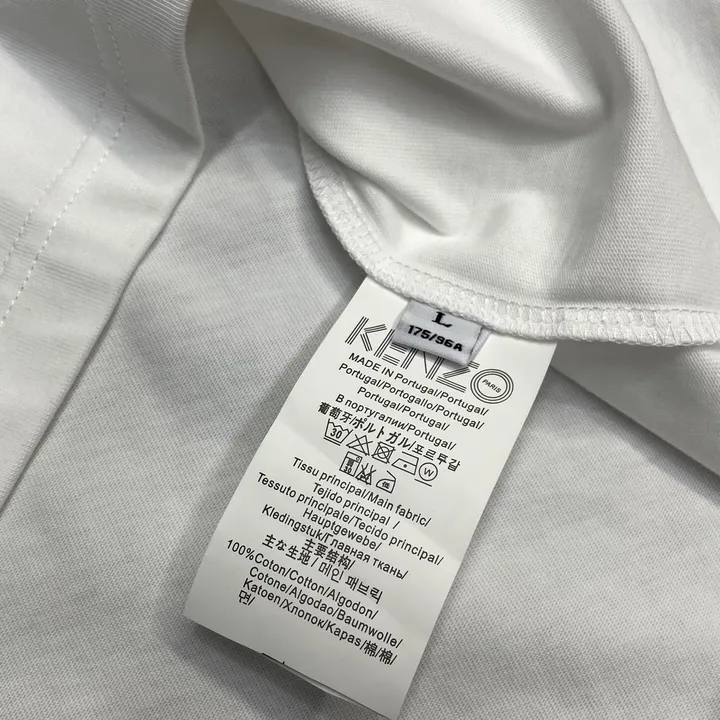 L
175/96A
KENZO
PARIS
MADE IN Portugal/Portugal/
Portugal/Portogallo/Portugal/
Portugal/Portugal/
В португалии/Portugal/
葡萄牙/ポルトガル/포르뚜갈
30
W
Tissu principal/Main fabric/
Tejido principal /
Tessuto principale/Tecido principal/
Hauptgewebe/
Kledingstuk/Главная ткань/
主要结构/
主な生地/메인 패브릭
100%Coton/Cotton/Algodon/
Cotone/Algodao/Baumwolle/
Katoen/Хлопок/Kapas/棉/棉/
면/